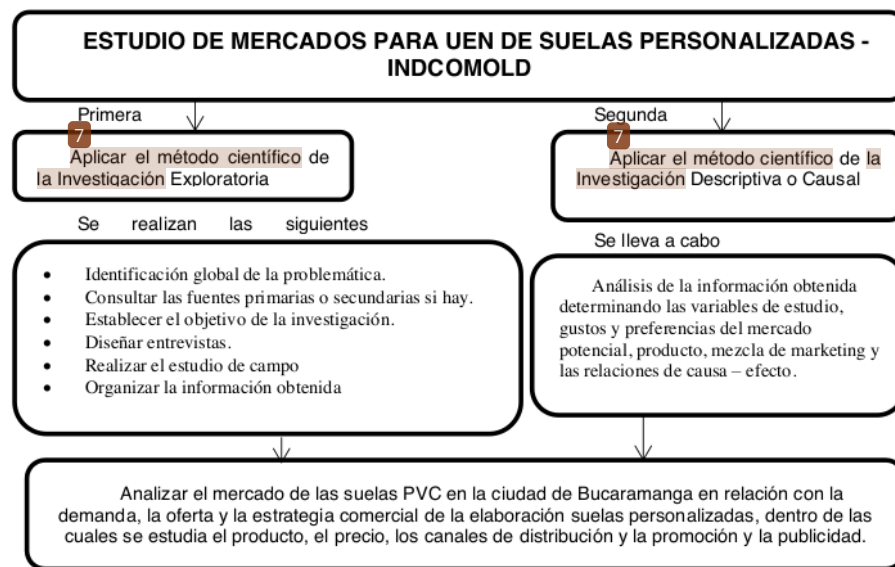 ESTUDIO DE MERCADOS PARA UEN DE SUELAS PERSONALIZADAS -
INDCOMOLD
Primera
7
Aplicar el método científico de
la Investigación Exploratoria
Se realizan las siguientes
• Identificación global de la problemática.
• Consultar las fuentes primarias o secundarias si hay.
• Establecer el objetivo de la investigación.
• Diseñar entrevistas.
• Realizar el estudio de campo
• Organizar la información obtenida
Segunda
7
Aplicar el método científico de la
Investigación Descriptiva o Causal
Se lleva a cabo
Análisis de la información obtenida
determinando las variables de estudio,
gustos y preferencias del mercado
potencial, producto, mezcla de marketing y
las relaciones de causa – efecto.
Analizar el mercado de las suelas PVC en la ciudad de Bucaramanga en relación con la
demanda, la oferta y la estrategia comercial de la elaboración suelas personalizadas, dentro de las
cuales se estudia el producto, el precio, los canales de distribución y la promoción y la publicidad.